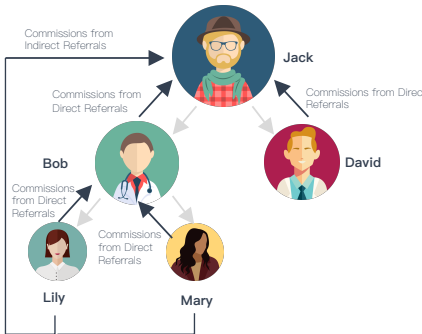 Commissions from
Indirect Referrals
Jack
Commissions from
Direct Referrals
Commissions from Direc
Referrals
Bob
David
Commissions
from Direct
Referrals
Commissions
from Direct
Referrals
Lily
Mary